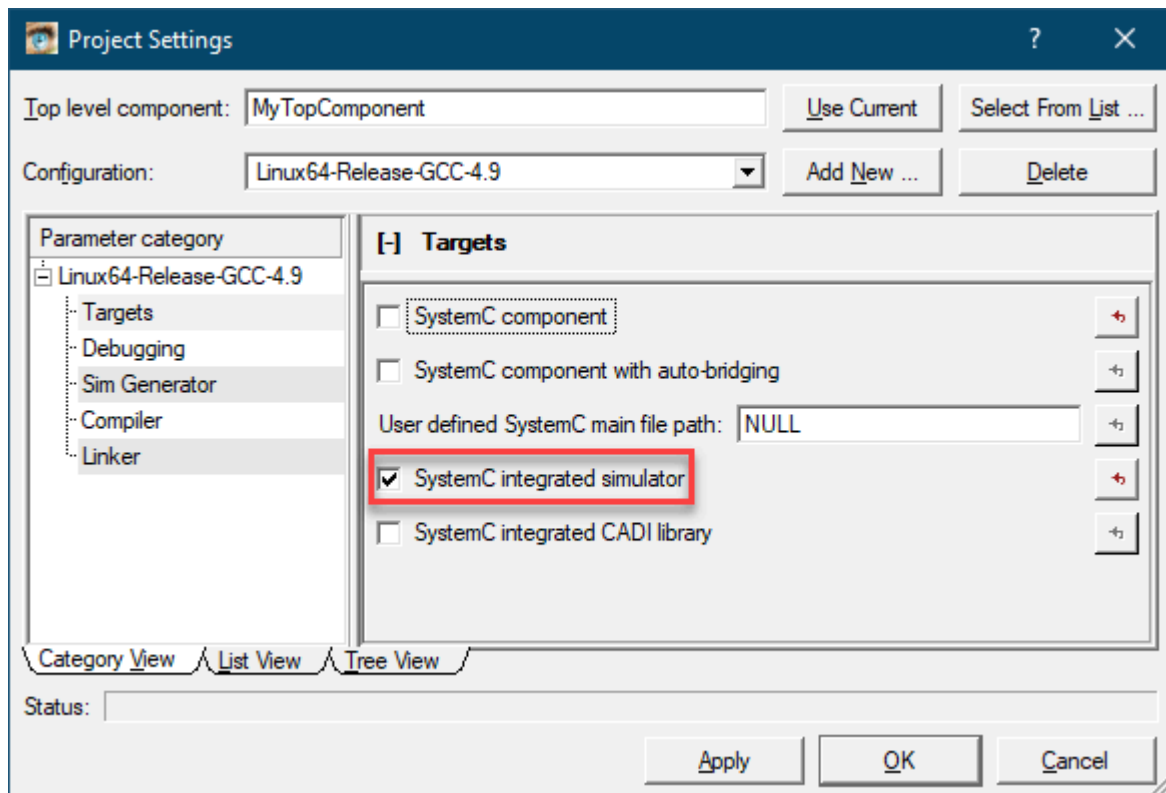 Project Settings
Top level component: MyTopComponent Use Current Select From List ...
Configuration: Linux64-Release-GCC-4.9 Add New ... Delete
Parameter category
Linux64-Release-GCC-4.9
Targets
Debugging
Sim Generator
Compiler
Linker
[-] Targets
SystemC component
SystemC component with auto-bridging
User defined SystemC main file path: NULL
SystemC integrated simulator
SystemC integrated CADI library
Category View List View Tree View
Status:
Apply OK Cancel